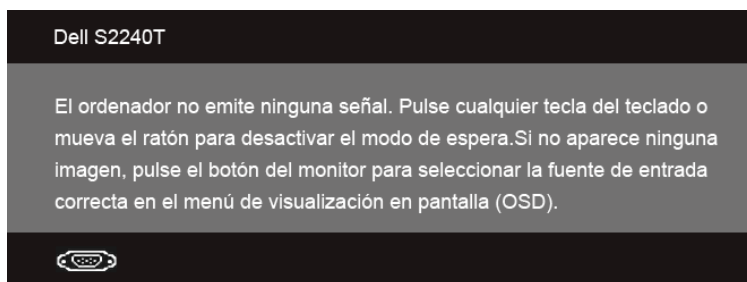 Dell S2240T
El ordenador no emite ninguna señal. Pulse cualquier tecla del teclado o
mueva el ratón para desactivar el modo de espera.Si no aparece ninguna
imagen, pulse el botón del monitor para seleccionar la fuente de entrada
correcta en el menú de visualización en pantalla (OSD).